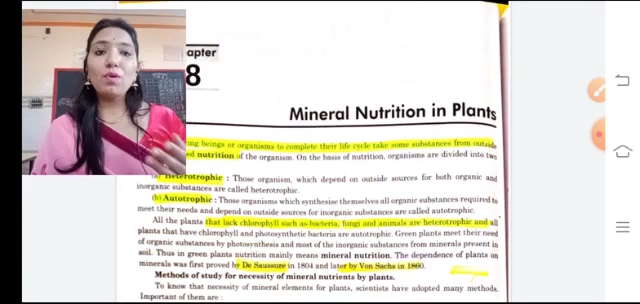 apter
8
Mineral Nutrition in Plants
ing beings or organisms to complete their life cycle take some substances from outside
ed nutrition of the organism. On the basis of nutrition, organisms are divided into two
(a) Heterotrophic : Those organism, which depend on outside sources for both organic and
inorganic substances are called heterotrophic.
(b) Autotrophic : Those organisms which synthesise themselves all organic substances required to
meet their needs and depend on outside sources for inorganic substances are called autotrophic.
All the plants that lack chlorophyll such as bacteria, fungi and animals are heterotrophic and all
plants that have chlorophyll and photosynthetic bacteria are autotrophic. Green plants meet their need
of organic substances by photosynthesis and most of the inorganic substances from minerals present in
soil. Thus in green plants nutrition mainly means mineral nutrition. The dependence of plants on
minerals was first proved by De Saussure in 1804 and later by Von Sachs in 1860.
Methods of study for necessity of mineral nutrients by plants.
To know that necessity of mineral elements for plants, scientists have adopted many methods.
Important of them are :